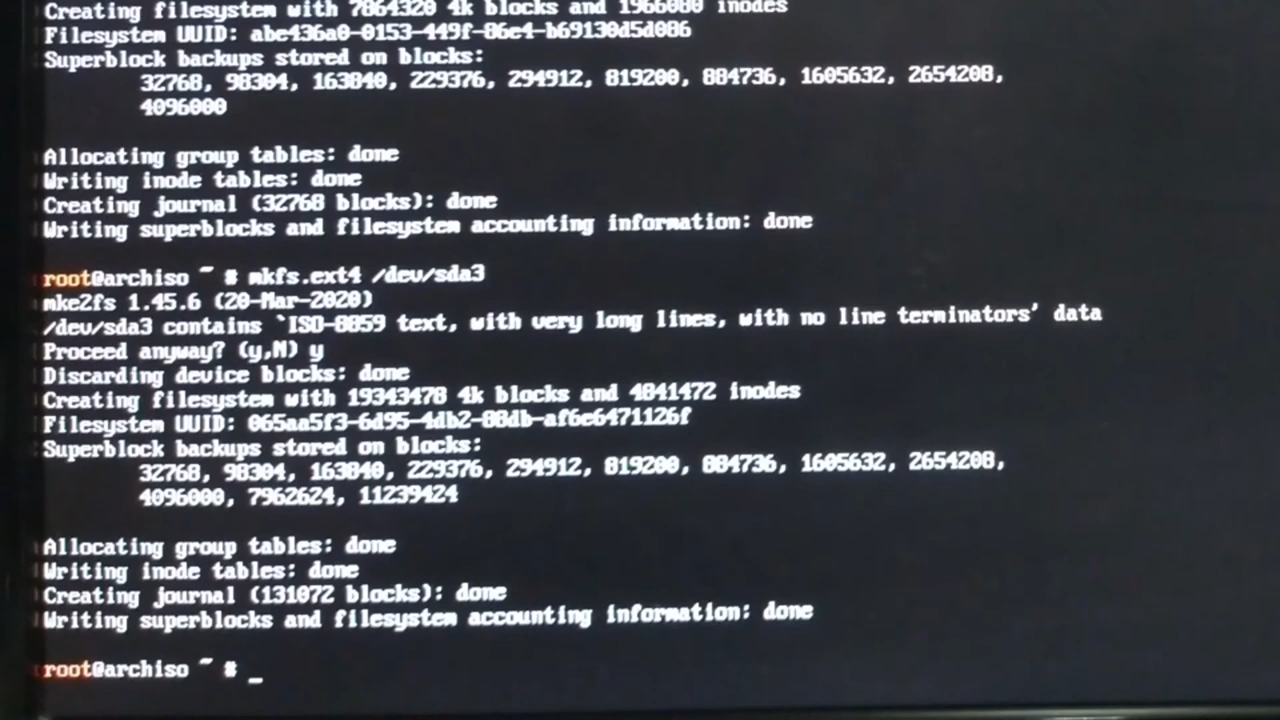 Creating filesystem with 7864320 4k blocks and 1966080 inodes
Filesystem UUID: abe436a0-0153-449f-86e4-b69130d5d086
Superblock backups stored on blocks:
32768, 98304, 163840, 229376, 294912, 819200, 884736, 1605632, 2654208,
4096000
Allocating group tables: done
Writing inode tables: done
Creating journal (32768 blocks): done
Writing superblocks and filesystem accounting information: done
root@archiso ~ # mkfs.ext4 /dev/sda3
mke2fs 1.45.6 (20-Mar-2020)
/dev/sda3 contains `ISO-8859 text, with very long lines, with no line terminators' data
Proceed anyway? (y,N) y
Discarding device blocks: done
Creating filesystem with 19343478 4k blocks and 4841472 inodes
Filesystem UUID: 065aa5f3-6d95-4db2-88db-af6e6471126f
Superblock backups stored on blocks:
32768, 98304, 163840, 229376, 294912, 819200, 884736, 1605632, 2654208,
4096000, 7962624, 11239424
Allocating group tables: done
Writing inode tables: done
Creating journal (131072 blocks): done
Writing superblocks and filesystem accounting information: done
root@archiso ~ # _